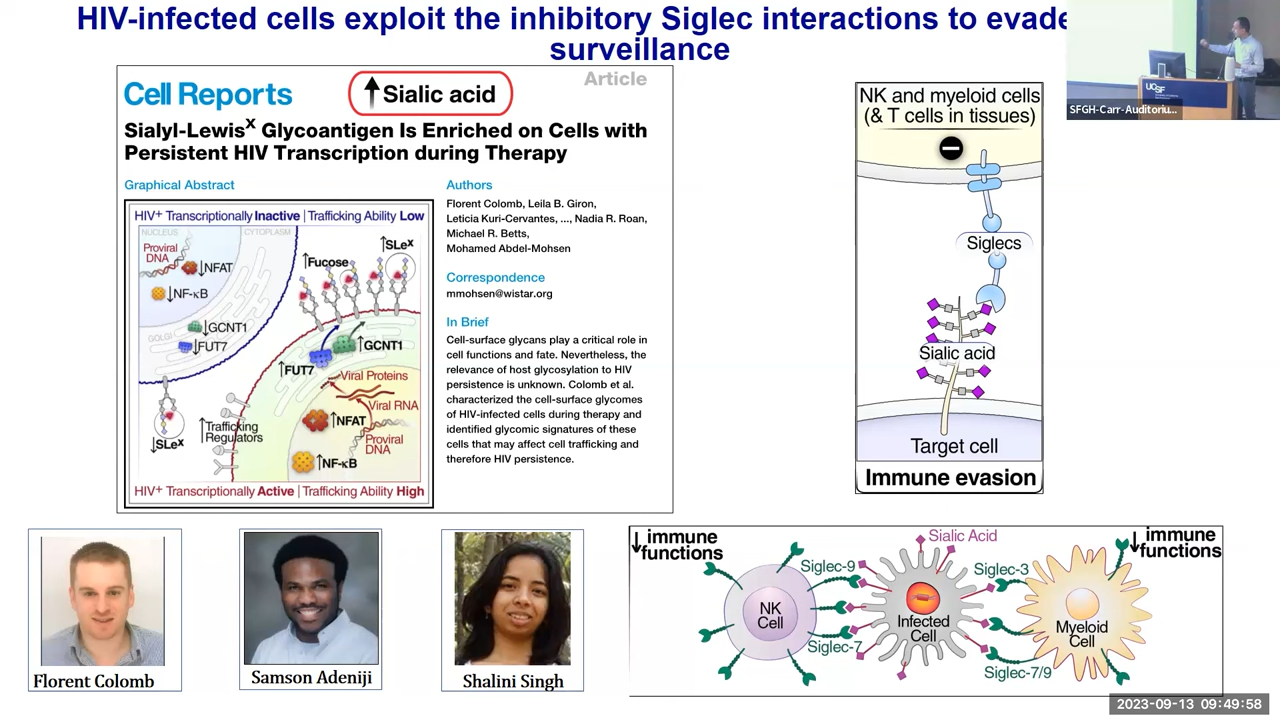 HIV-infected cells exploit the inhibitory Siglec interactions to evade
surveillance
Cell Reports
Sialic acid
Article
Sialyl-Lewisx Glycoantigen Is Enriched on Cells with
Persistent HIV Transcription during Therapy
Graphical Abstract
HIV+ Transcriptionally Inactive | Trafficking Ability Low
NUCLEUS
CYTOPLASM
Proviral
DNA
↓NFAT
↓NF-κB
GOLGI
↓GCNT1
↓FUT7
↓SLex
↑Fucose
↑SLex
↑GCNT1
↑FUT7
Viral Proteins
Viral RNA
↑Trafficking
Regulators
↑NFAT
Proviral
DNA
↑NF-κB
HIV+ Transcriptionally Active | Trafficking Ability High
Authors
Florent Colomb, Leila B. Giron,
Leticia Kuri-Cervantes, ..., Nadia R. Roan,
Michael R. Betts,
Mohamed Abdel-Mohsen
Correspondence
mmohsen@wistar.org
In Brief
Cell-surface glycans play a critical role in
cell functions and fate. Nevertheless, the
relevance of host glycosylation to HIV
persistence is unknown. Colomb et al.
characterized the cell-surface glycomes
of HIV-infected cells during therapy and
identified glycomic signatures of these
cells that may affect cell trafficking and
therefore HIV persistence.
NK and myeloid cells
(& T cells in tissues)
Siglecs
Sialic acid
Target cell
Immune evasion
UCSF
SFGH-Carr-Auditoriu...
Florent Colomb
Samson Adeniji
Shalini Singh
↓ immune
functions
Sialic Acid
↓ immune
functions
Siglec-9
Siglec-3
NK
Cell
Infected
Cell
Myeloid
Cell
Siglec-7
Siglec-7/9
2023-09-13 09:49:58